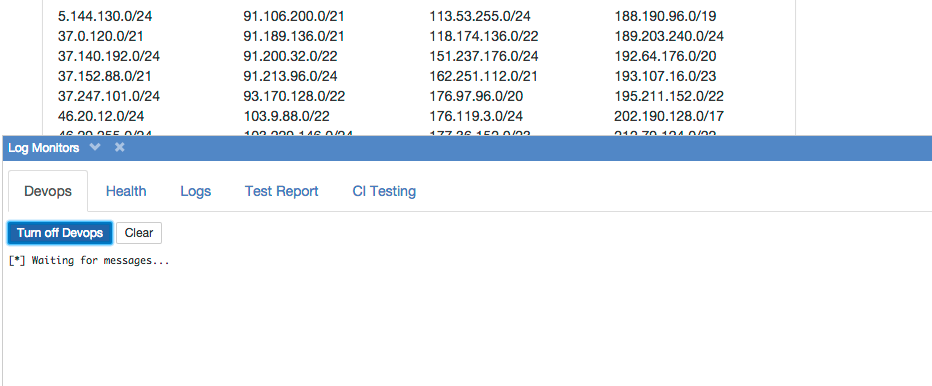 5.144.130.0/24 91.106.200.0/21 113.53.255.0/24 188.190.96.0/19
37.0.120.0/21 91.189.136.0/21 118.174.136.0/22 189.203.240.0/24
37.140.192.0/24 91.200.32.0/22 151.237.176.0/24 192.64.176.0/20
37.152.88.0/21 91.213.96.0/24 162.251.112.0/21 193.107.16.0/23
37.247.101.0/24 93.170.128.0/22 176.97.96.0/20 195.211.152.0/22
46.20.12.0/24 103.9.88.0/22 176.119.3.0/24 202.190.128.0/17
Log Monitors
Devops Health Logs Test Report CI Testing
Turn off Devops Clear
[*] Waiting for messages...